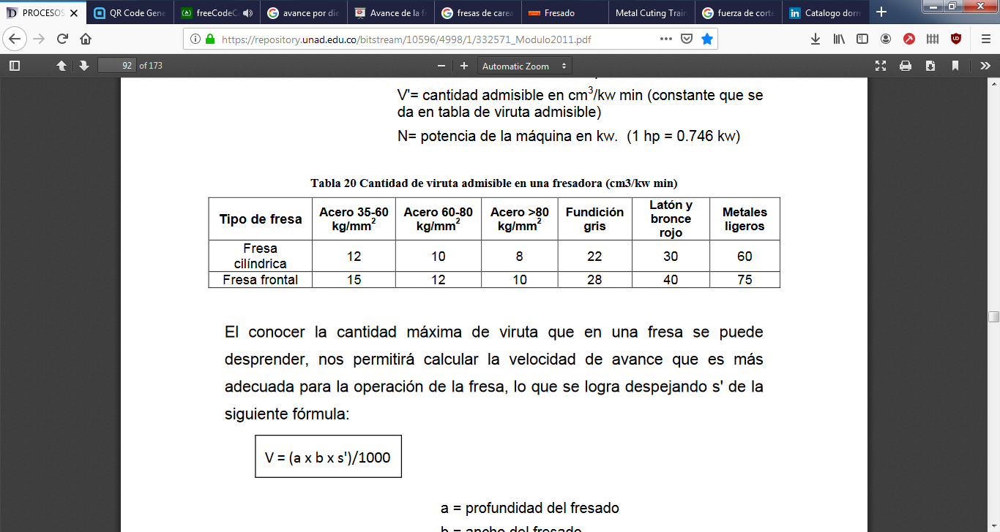 PROCESOS
QR Code Gene
freeCodeC
avance por die
Avance de la f
fresas de carea
Fresado
Metal Cuting Train
fuerza de corte
Catalogo dorm
https://repository.unad.edu.co/bitstream/10596/4998/1/332571_Modulo2011.pdf
92 of 173
Automatic Zoom
V'= cantidad admisible en cm3/kw min (constante que se
da en tabla de viruta admisible)
N= potencia de la máquina en kw. (1 hp = 0.746 kw)
Tabla 20 Cantidad de viruta admisible en una fresadora (cm3/kw min)
Tipo de fresa
Acero 35-60
kg/mm2
Acero 60-80
kg/mm2
Acero >80
kg/mm2
Fundición
gris
Latón y
bronce
rojo
Metales
ligeros
Fresa
cilíndrica
12 10 8 22 30 60
Fresa frontal 15 12 10 28 40 75
El conocer la cantidad máxima de viruta que en una fresa se puede
desprender, nos permitirá calcular la velocidad de avance que es más
adecuada para la operación de la fresa, lo que se logra despejando s' de la
siguiente fórmula:
V = (a x b x s')/1000
a = profundidad del fresado
b = ancho del fresado